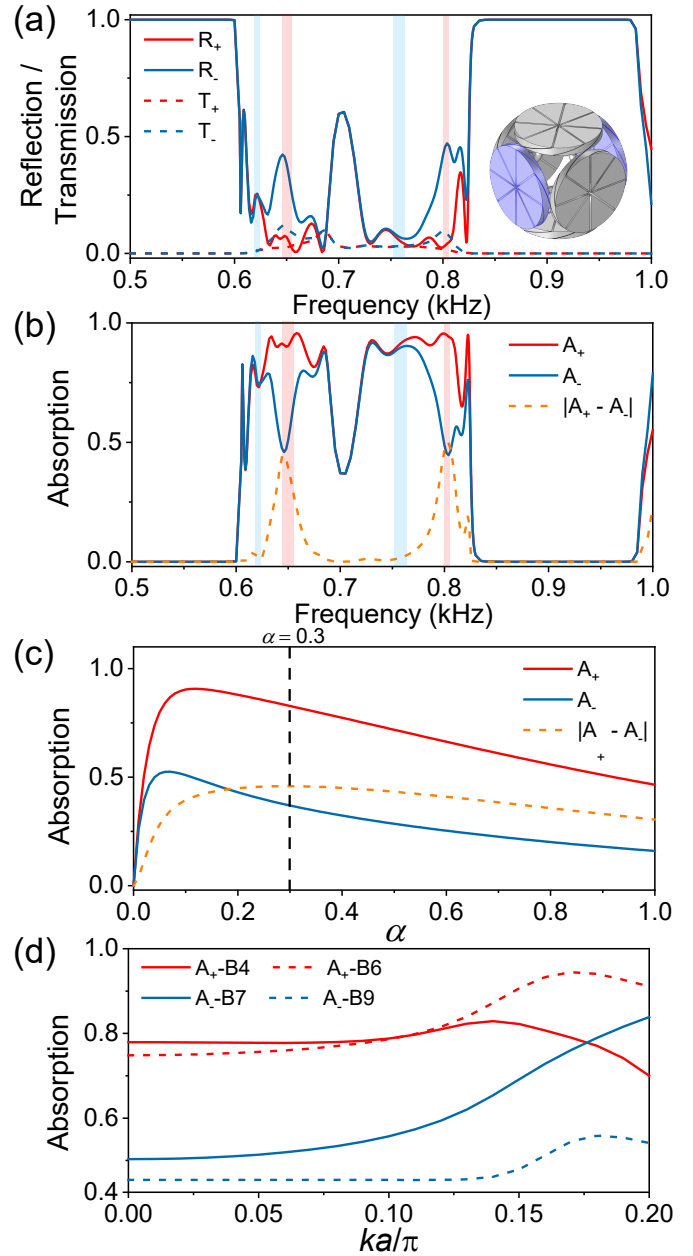 (a)
R₊
R₋
T₊
T₋
Reflection /
Transmission
1.0
0.5
0.0
0.5 0.6 0.7 0.8 0.9 1.0
Frequency (kHz)
(b)
A₊
A₋
|A₊ - A₋|
Absorption
1.0
0.5
0.0
0.5 0.6 0.7 0.8 0.9 1.0
Frequency (kHz)
α = 0.3
(c)
A₊
A₋
|A₊ - A₋|
Absorption
1.0
0.5
0.0
0.0 0.2 0.4 0.6 0.8 1.0
α
(d)
A₊-B4 A₊-B6
A₋-B7 A₋-B9
Absorption
1.0
0.8
0.6
0.4
0.00 0.05 0.10 0.15 0.20
ka/π